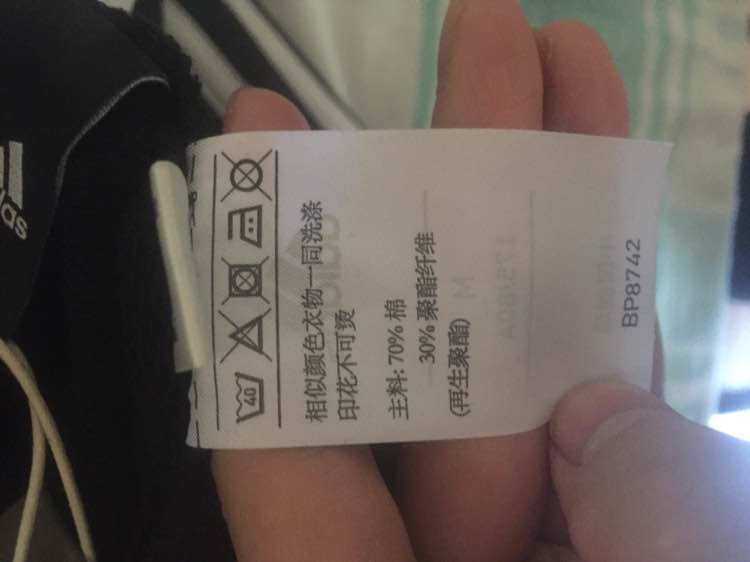 40
相似颜色衣物一同洗涤
印花不可烫
主料: 70% 棉
30% 聚酯纤维
(再生聚酯)
BP8742
das